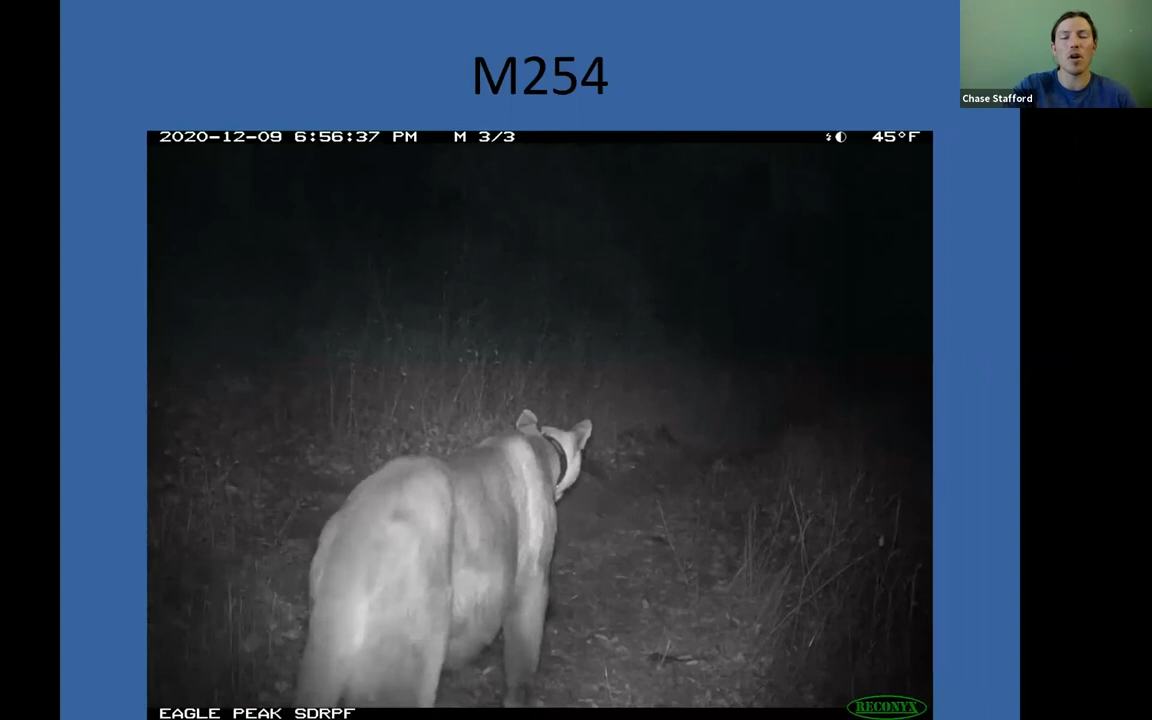 M254
Chase Stafford
2020-12-09 6:56:37 PM M 3/3 45°F
EAGLE PEAK SDRPF
RECONYX